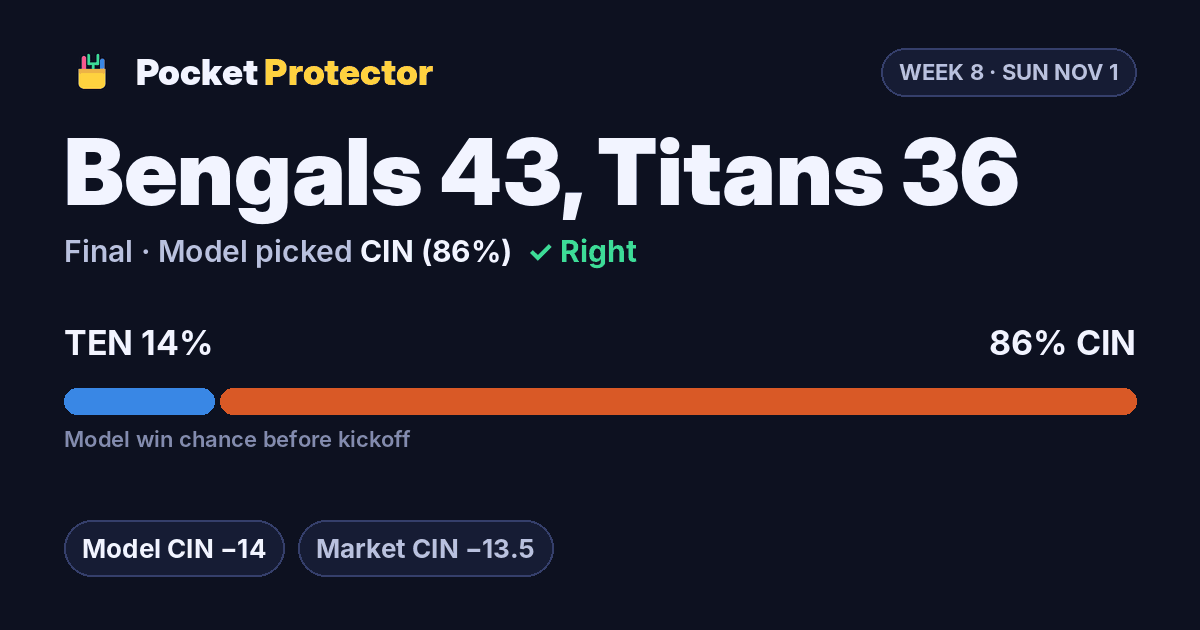 Pocket Protector
WEEK 8 · SUN NOV 1
Bengals 43, Titans 36
Final · Model picked CIN (86%) ✓ Right
TEN 14%
86% CIN
Model win chance before kickoff
Model CIN −14
Market CIN −13.5